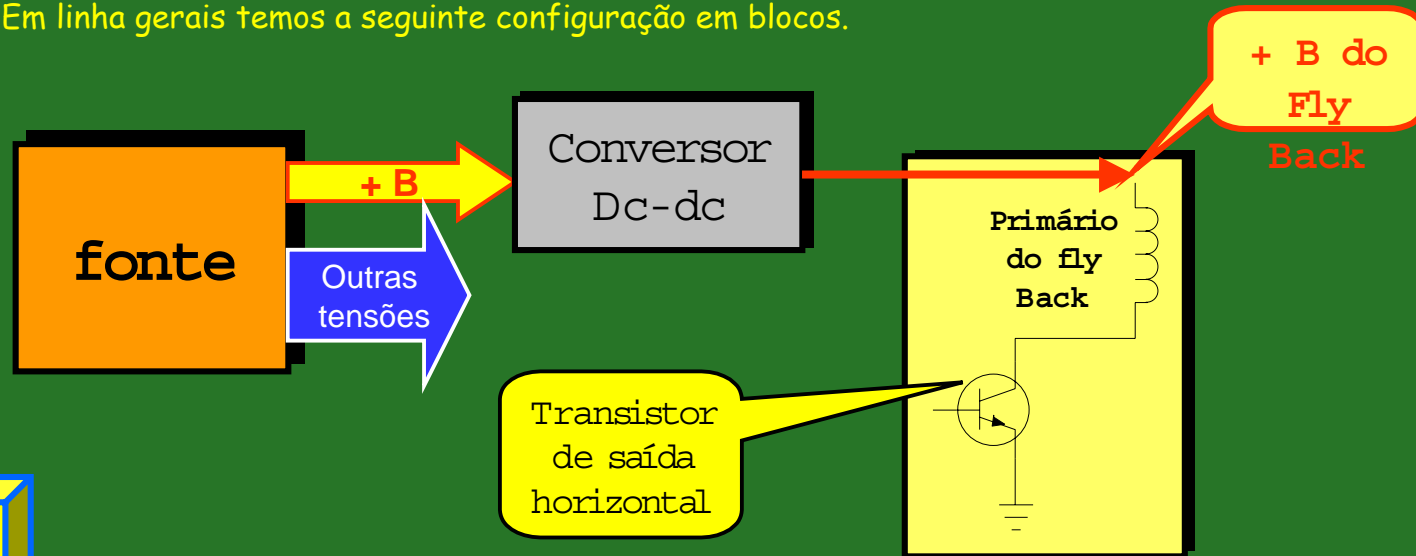 Em linha gerais temos a seguinte configuração em blocos.
+ B do
Fly
Back
Conversor
Dc-dc
+ B
fonte
Outras
tensões
Primário
do fly
Back
Transistor
de saída
horizontal